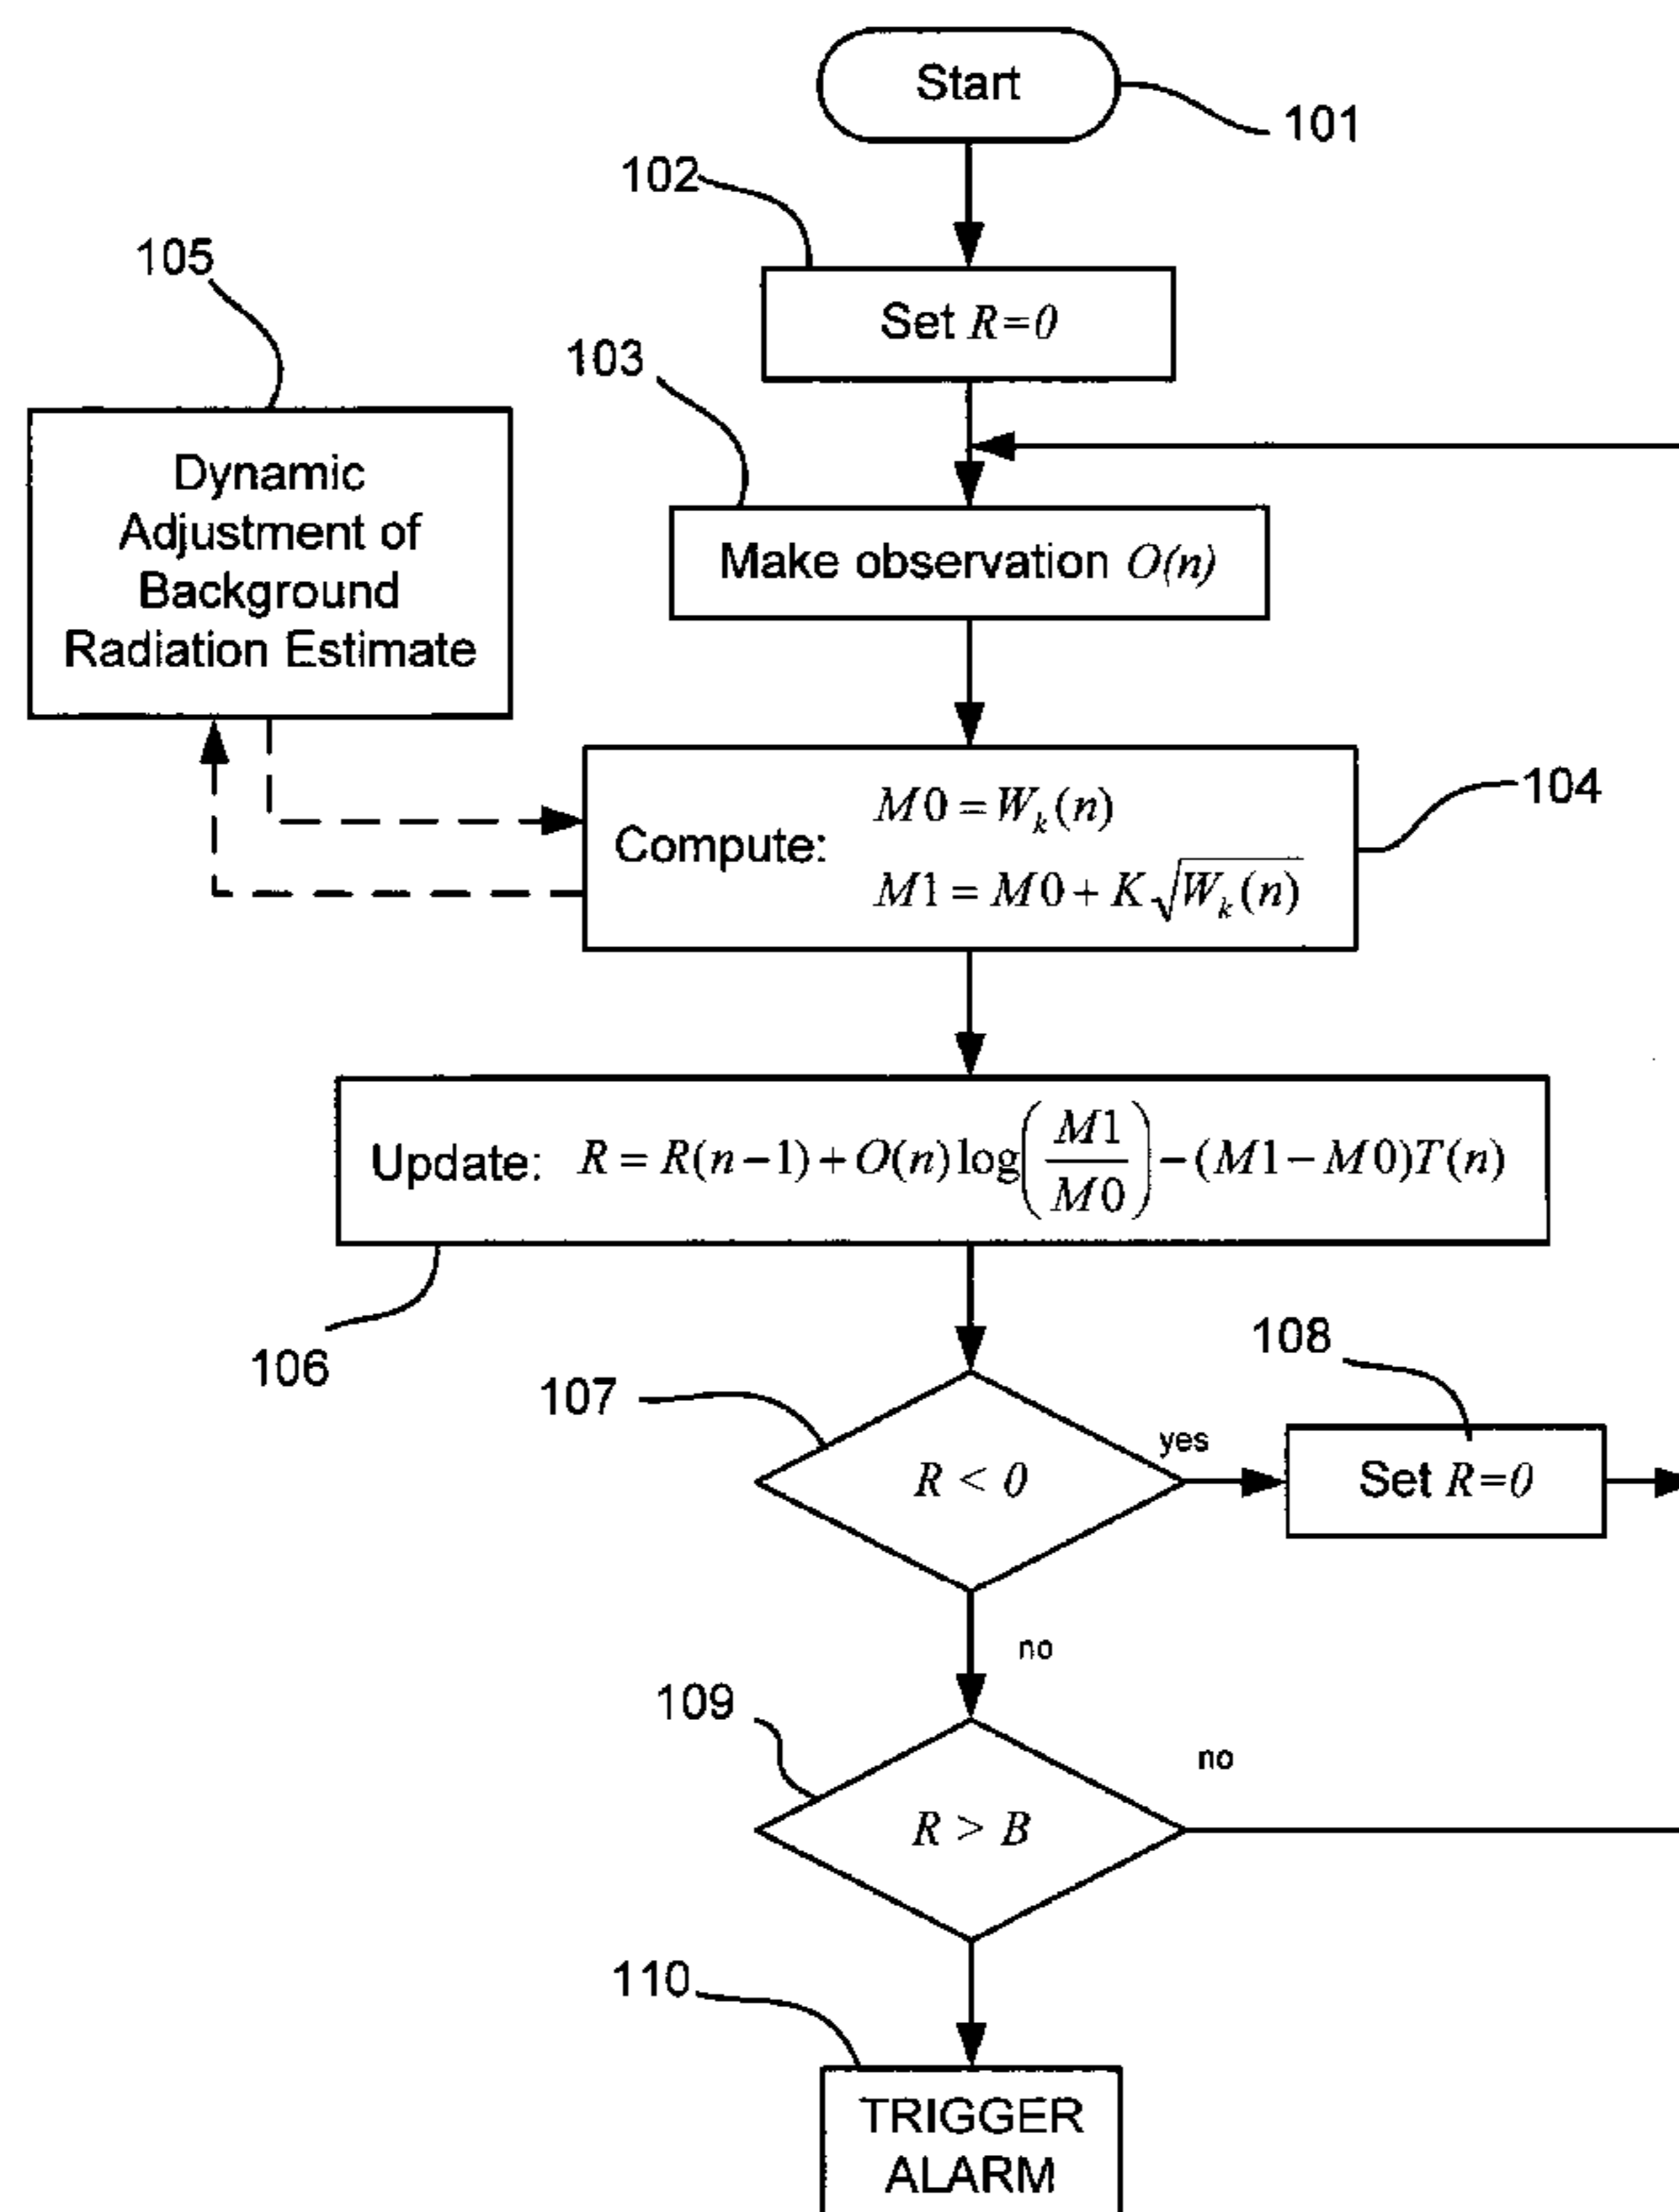 Start
101
102
Set R=0
105
103
Dynamic
Adjustment of
Background
Radiation Estimate
Make observation O(n)
104
Compute:
M0 = W_k(n)
M1 = M0 + K√W_k(n)
Update: R = R(n−1) + O(n)log(M1/M0) − (M1 − M0)T(n)
106
107
108
R < 0
yes
Set R=0
no
109
no
R > B
110
TRIGGER
ALARM